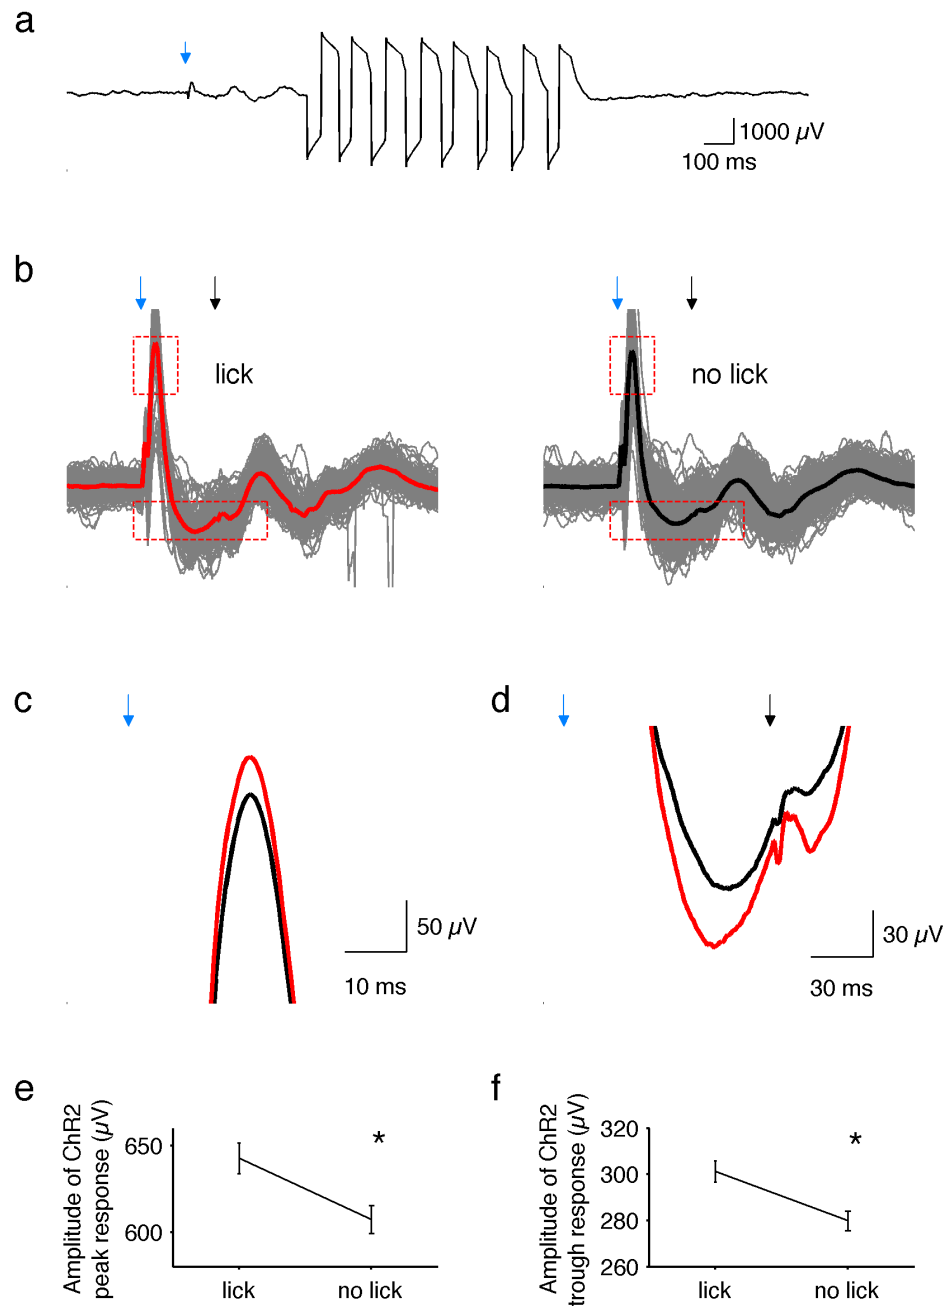 a
1000 µV
100 ms
b
lick
no lick
c
d
50 µV
10 ms
30 µV
30 ms
e
f
Amplitude of ChR2
peak response (µV)
650
600
lick
no lick
*
Amplitude of ChR2
trough response (µV)
320
300
280
260
lick
no lick
*